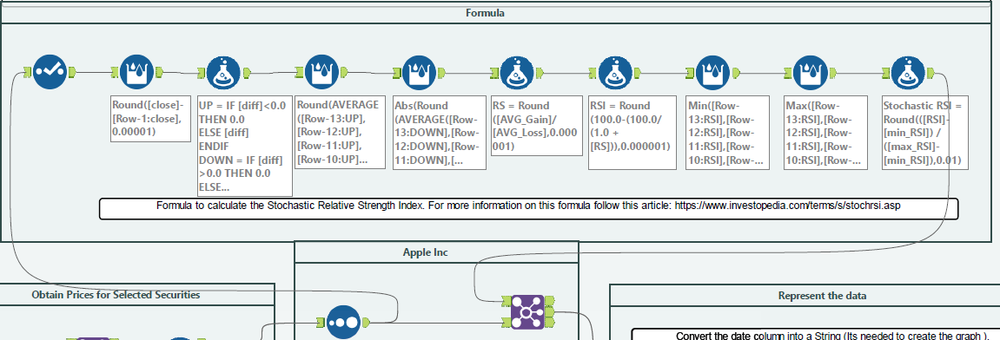 Formula
Round([close]-
[Row-1:close],
0.00001)
UP = IF [diff]<0.0
THEN 0.0
ELSE [diff]
ENDIF
DOWN = IF [diff]
>0.0 THEN 0.0
ELSE...
Round(AVERAGE
([Row-13:UP],
[Row-12:UP],
[Row-11:UP],
[Row-10:UP]...
Abs(Round
(AVERAGE([Row-
13:DOWN],[Row-
12:DOWN],[Row-
11:DOWN],[...
RS = Round
([AVG_Gain]/
[AVG_Loss],0.000
001)
RSI = Round
(100.0-(100.0/
(1.0 +
[RS])),0.000001)
Min([Row-
13:RSI],[Row-
12:RSI],[Row-
11:RSI],[Row-
10:RSI],[Row-...
Max([Row-
13:RSI],[Row-
12:RSI],[Row-
11:RSI],[Row-
10:RSI],[Row-...
Stochastic RSI =
Round(([RSI]-
[min_RSI]) /
([max_RSI]-
[min_RSI]),0.01)
Formula to calculate the Stochastic Relative Strength Index. For more information on this formula follow this article: https://www.investopedia.com/terms/s/stochrsi.asp
Apple Inc
Obtain Prices for Selected Securities
Represent the data
Convert the date column into a String (Its needed to create the graph ).